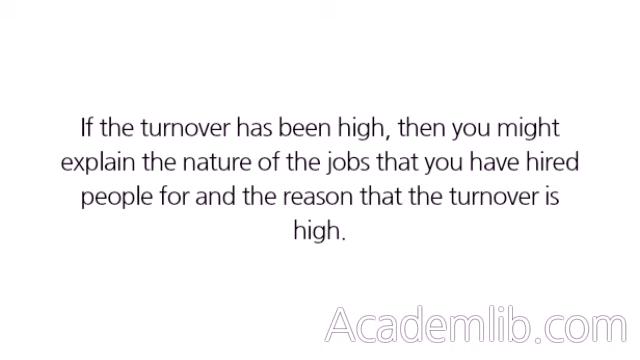 If the turnover has been high, then you might
explain the nature of the jobs that you have hired
people for and the reason that the turnover is
high.
Academlib.com